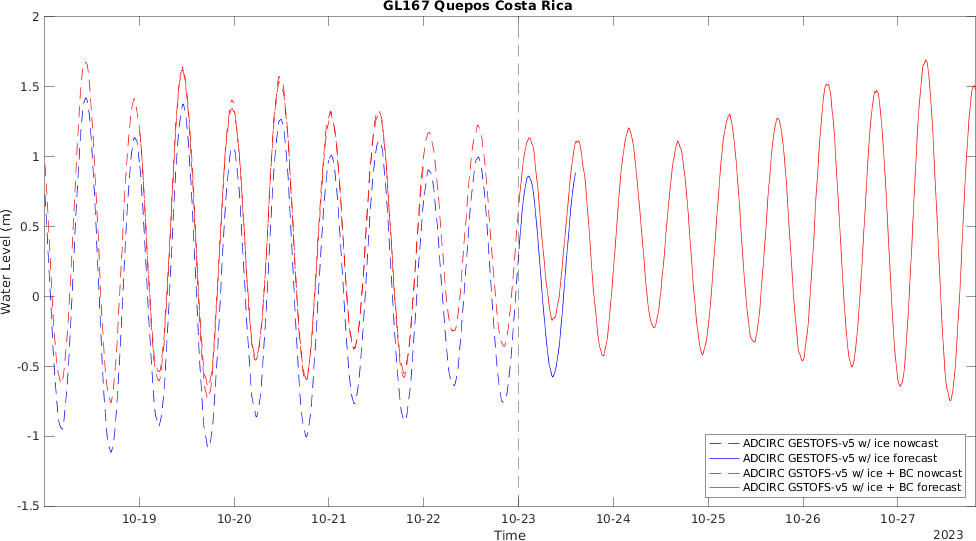 GL167 Quepos Costa Rica
2
1.5
1
0.5
0
-0.5
-1
-1.5
Water Level (m)
10-19
10-20
10-21
10-22
10-23
10-24
10-25
10-26
10-27
Time
2023
ADCIRC GESTOFS-v5 w/ ice nowcast
ADCIRC GESTOFS-v5 w/ ice forecast
ADCIRC GSTOFS-v5 w/ ice + BC nowcast
ADCIRC GSTOFS-v5 w/ ice + BC forecast